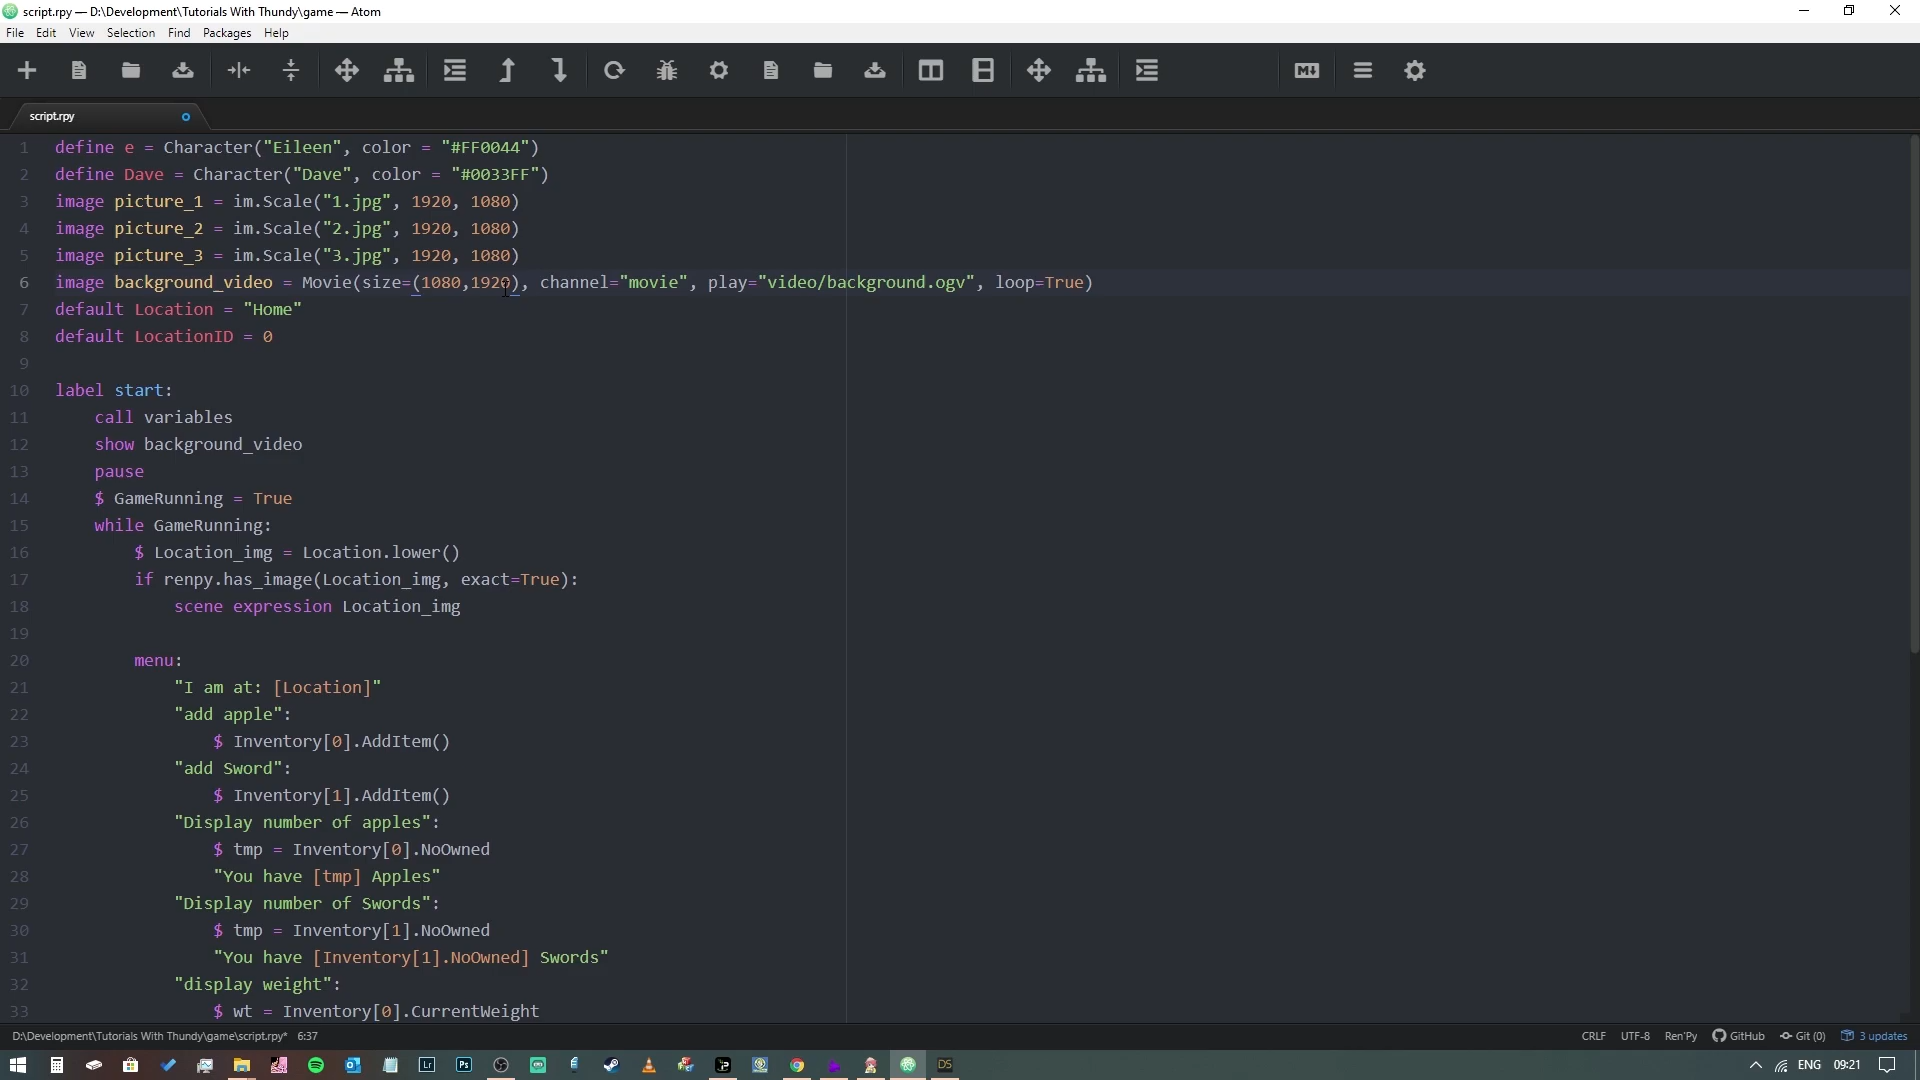 script.rpy — D:\Development\Tutorials With Thundy\game — Atom
File Edit View Selection Find Packages Help
script.rpy
1 define e = Character("Eileen", color = "#FF0044")
2 define Dave = Character("Dave", color = "#0033FF")
3 image picture_1 = im.Scale("1.jpg", 1920, 1080)
4 image picture_2 = im.Scale("2.jpg", 1920, 1080)
5 image picture_3 = im.Scale("3.jpg", 1920, 1080)
6 image background_video = Movie(size=(1080,1920), channel="movie", play="video/background.ogv", loop=True)
7 default Location = "Home"
8 default LocationID = 0
9
10 label start:
11 call variables
12 show background_video
13 pause
14 $ GameRunning = True
15 while GameRunning:
16 $ Location_img = Location.lower()
17 if renpy.has_image(Location_img, exact=True):
18 scene expression Location_img
19
20 menu:
21 "I am at: [Location]"
22 "add apple":
23 $ Inventory[0].AddItem()
24 "add Sword":
25 $ Inventory[1].AddItem()
26 "Display number of apples":
27 $ tmp = Inventory[0].NoOwned
28 "You have [tmp] Apples"
29 "Display number of Swords":
30 $ tmp = Inventory[1].NoOwned
31 "You have [Inventory[1].NoOwned] Swords"
32 "display weight":
33 $ wt = Inventory[0].CurrentWeight
D:\Development\Tutorials With Thundy\game\script.rpy* 6:37 CRLF UTF-8 Ren'Py GitHub Git (0) 3 updates
Lr Ps DS ENG 09:21